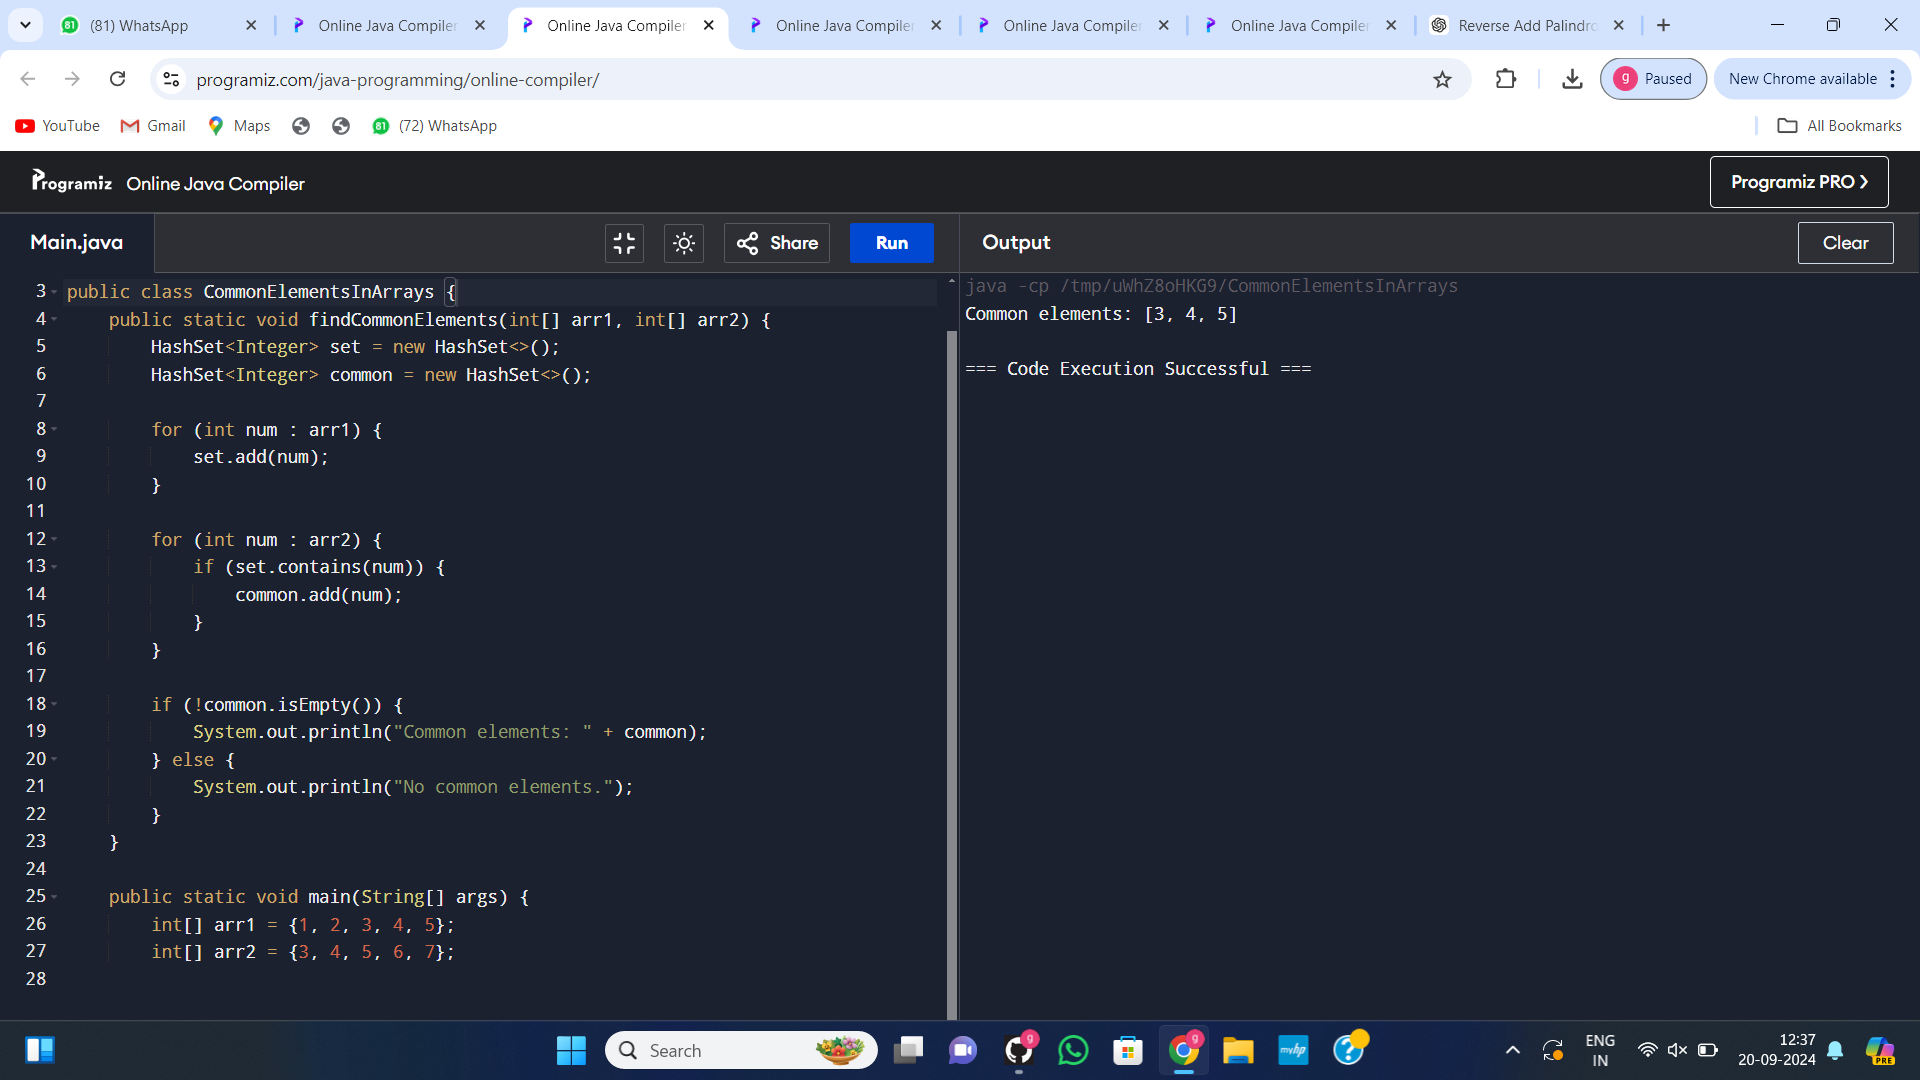 (81) WhatsApp
Online Java Compiler
Online Java Compiler
Online Java Compiler
Online Java Compiler
Online Java Compiler
Reverse Add Palindro
programiz.com/java-programming/online-compiler/
g Paused
New Chrome available
YouTube
Gmail
Maps
81 (72) WhatsApp
All Bookmarks
Programiz Online Java Compiler
Programiz PRO
Main.java
Share
Run
Output
Clear
3 public class CommonElementsInArrays {
4 public static void findCommonElements(int[] arr1, int[] arr2) {
5 HashSet<Integer> set = new HashSet<>();
6 HashSet<Integer> common = new HashSet<>();
7
8 for (int num : arr1) {
9 set.add(num);
10 }
11
12 for (int num : arr2) {
13 if (set.contains(num)) {
14 common.add(num);
15 }
16 }
17
18 if (!common.isEmpty()) {
19 System.out.println("Common elements: " + common);
20 } else {
21 System.out.println("No common elements.");
22 }
23 }
24
25 public static void main(String[] args) {
26 int[] arr1 = {1, 2, 3, 4, 5};
27 int[] arr2 = {3, 4, 5, 6, 7};
28
java -cp /tmp/uWhZ8oHKG9/CommonElementsInArrays
Common elements: [3, 4, 5]
=== Code Execution Successful ===
Search
g
g
myhp
ENG
IN
12:37
20-09-2024
PRE